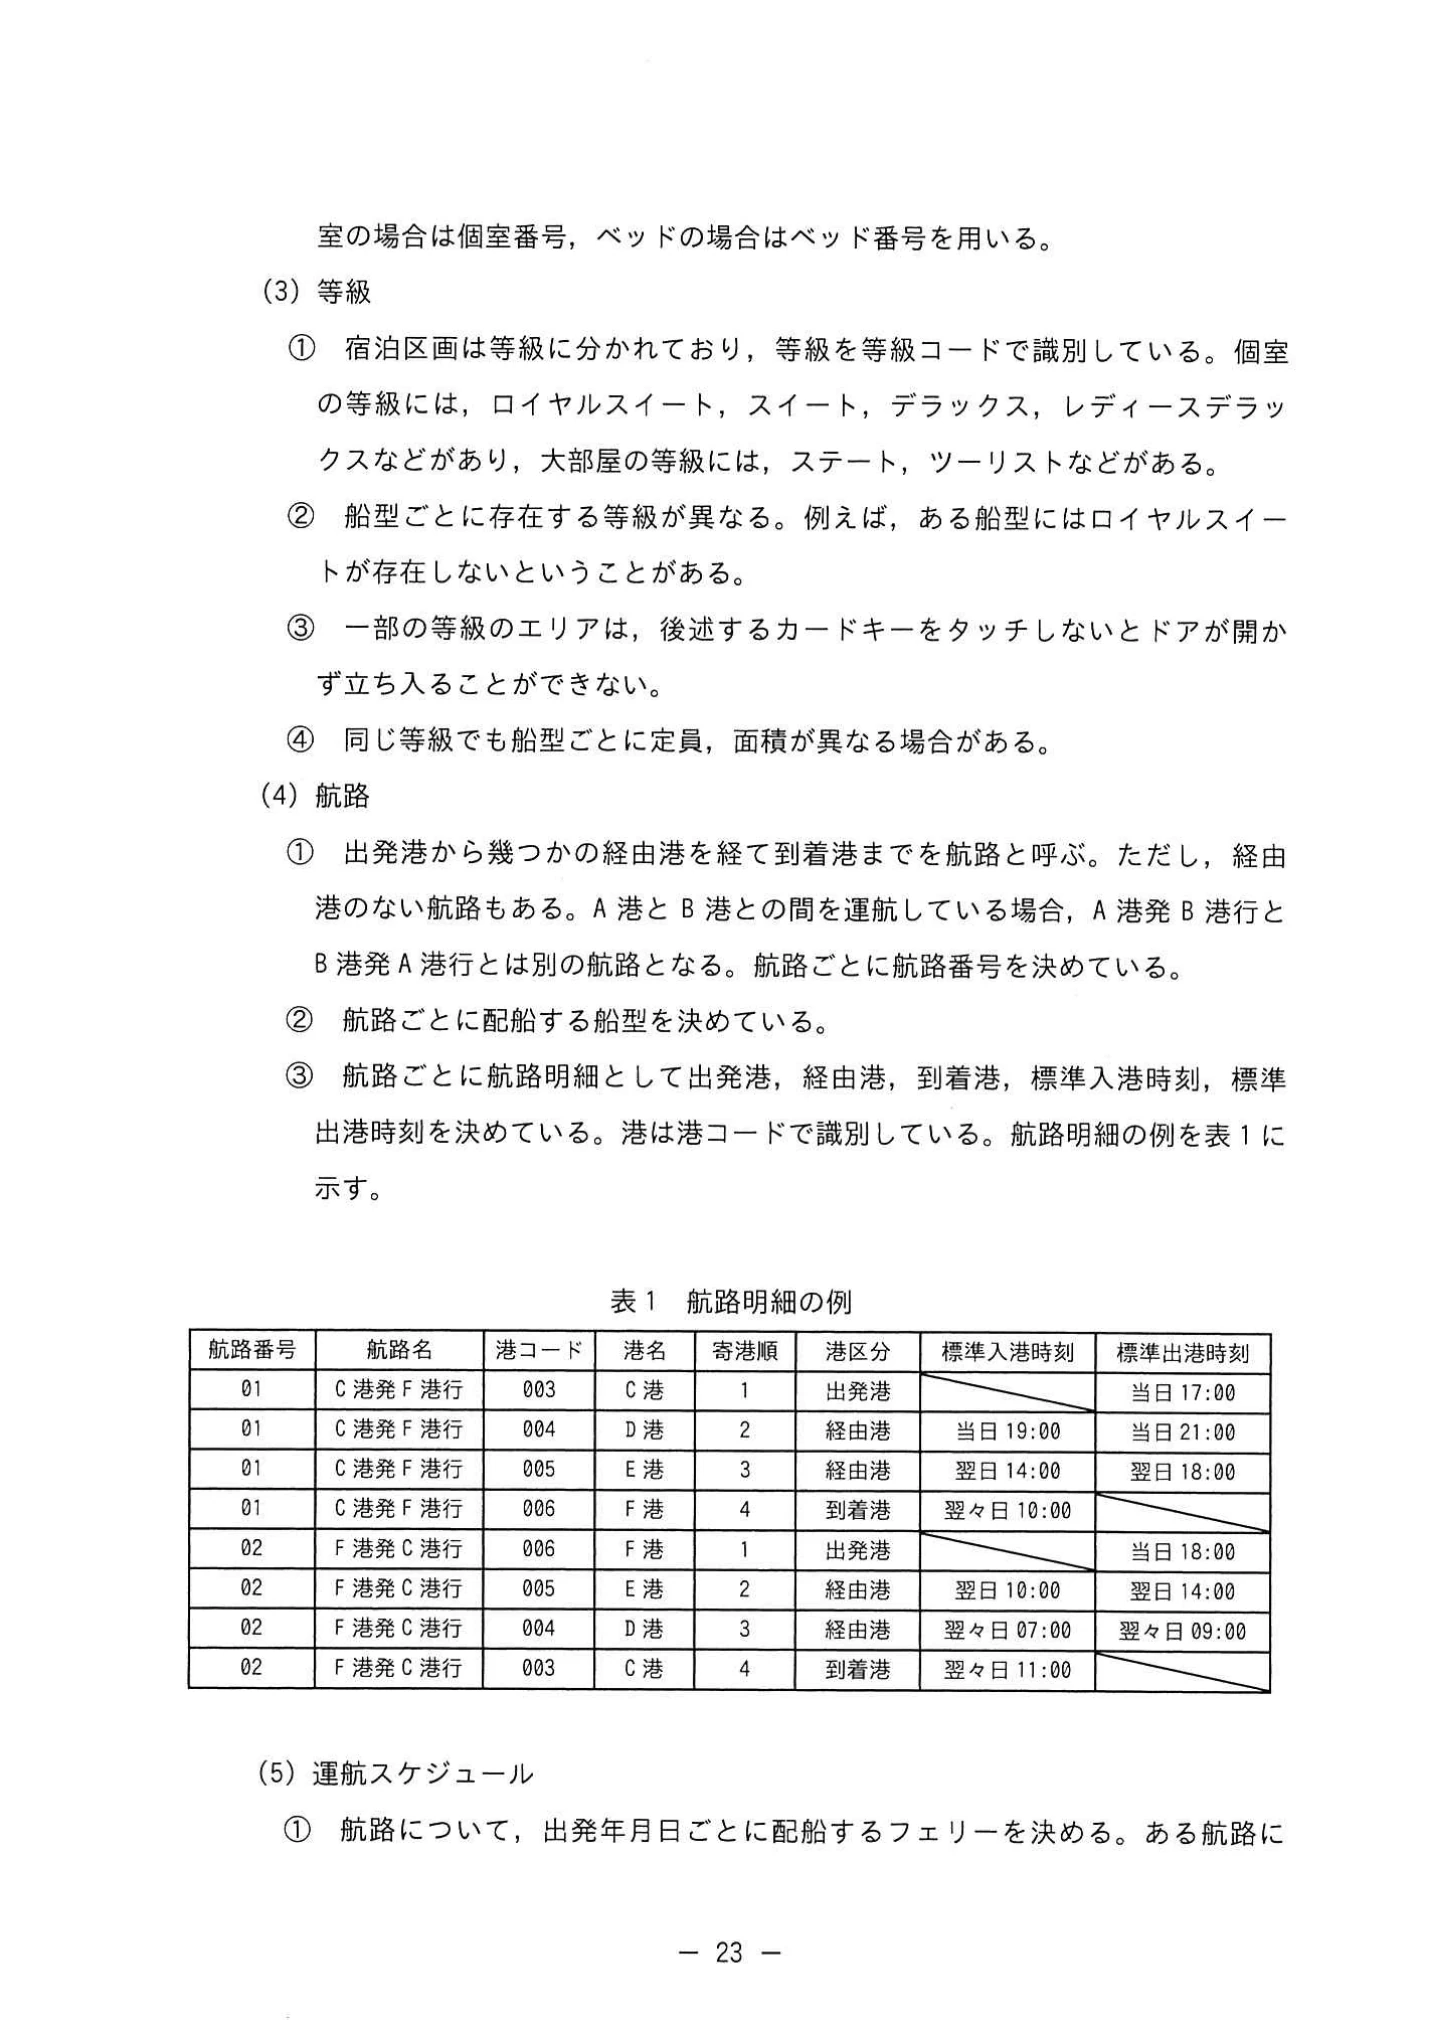 室の場合は個室番号，ベッドの場合はベッド番号を用いる。
(3) 等級
① 宿泊区画は等級に分かれており，等級を等級コードで識別している。個室
の等級には，ロイヤルスイート，スイート，デラックス，レディースデラッ
クスなどがあり，大部屋の等級には，ステート，ツーリストなどがある。
② 船型ごとに存在する等級が異なる。例えば，ある船型にはロイヤルスイー
トが存在しないということがある。
③ 一部の等級のエリアは，後述するカードキーをタッチしないとドアが開か
ず立ち入ることができない。
④ 同じ等級でも船型ごとに定員，面積が異なる場合がある。
(4) 航路
① 出発港から幾つかの経由港を経て到着港までを航路と呼ぶ。ただし，経由
港のない航路もある。A 港と B 港との間を運航している場合，A 港発 B 港行と
B 港発 A 港行とは別の航路となる。航路ごとに航路番号を決めている。
② 航路ごとに配船する船型を決めている。
③ 航路ごとに航路明細として出発港，経由港，到着港，標準入港時刻，標準
出港時刻を決めている。港は港コードで識別している。航路明細の例を表 1 に
示す。
表 1 航路明細の例
航路番号 航路名 港コード 港名 寄港順 港区分 標準入港時刻 標準出港時刻
01 C 港発 F 港行 003 C 港 1 出発港 当日 17:00
01 C 港発 F 港行 004 D 港 2 経由港 当日 19:00 当日 21:00
01 C 港発 F 港行 005 E 港 3 経由港 翌日 14:00 翌日 18:00
01 C 港発 F 港行 006 F 港 4 到着港 翌々日 10:00
02 F 港発 C 港行 006 F 港 1 出発港 当日 18:00
02 F 港発 C 港行 005 E 港 2 経由港 翌日 10:00 翌日 14:00
02 F 港発 C 港行 004 D 港 3 経由港 翌々日 07:00 翌々日 09:00
02 F 港発 C 港行 003 C 港 4 到着港 翌々日 11:00
(5) 運航スケジュール
① 航路について，出発年月日ごとに配船するフェリーを決める。ある航路に
－ 23 －